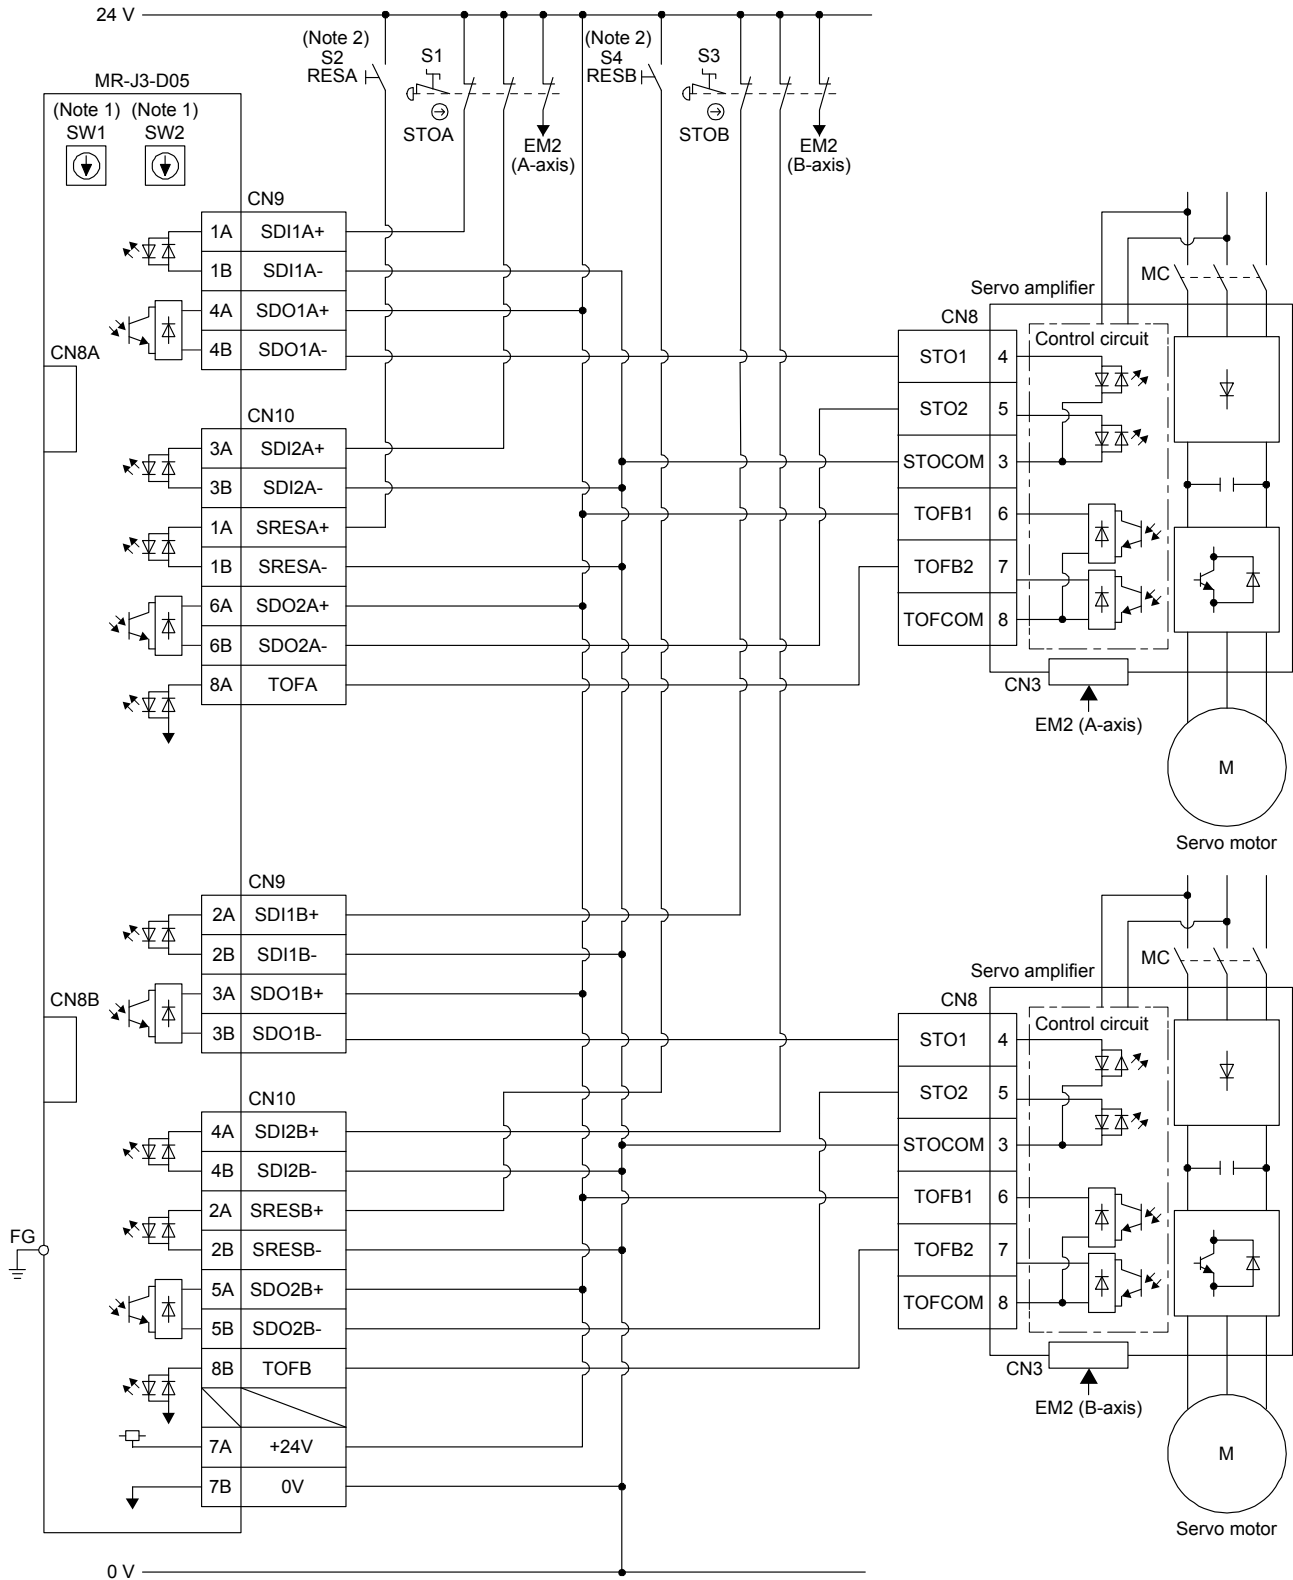 24 V
MR-J3-D05
(Note 1) (Note 1)
SW1 SW2
(Note 2)
S2
RESA
S1
STOA
EM2
(A-axis)
(Note 2)
S4
RESB
S3
STOB
EM2
(B-axis)
CN9
1A SDI1A+
1B SDI1A-
4A SDO1A+
4B SDO1A-
CN8A
CN10
3A SDI2A+
3B SDI2A-
1A SRESA+
1B SRESA-
6A SDO2A+
6B SDO2A-
8A TOFA
Servo amplifier
MC
CN8
Control circuit
STO1 4
STO2 5
STOCOM 3
TOFB1 6
TOFB2 7
TOFCOM 8
CN3
EM2 (A-axis)
M
Servo motor
CN9
2A SDI1B+
2B SDI1B-
3A SDO1B+
3B SDO1B-
CN8B
CN10
4A SDI2B+
4B SDI2B-
2A SRESB+
2B SRESB-
5A SDO2B+
5B SDO2B-
8B TOFB
7A +24V
7B 0V
FG
Servo amplifier
MC
CN8
Control circuit
STO1 4
STO2 5
STOCOM 3
TOFB1 6
TOFB2 7
TOFCOM 8
CN3
EM2 (B-axis)
M
Servo motor
0 V